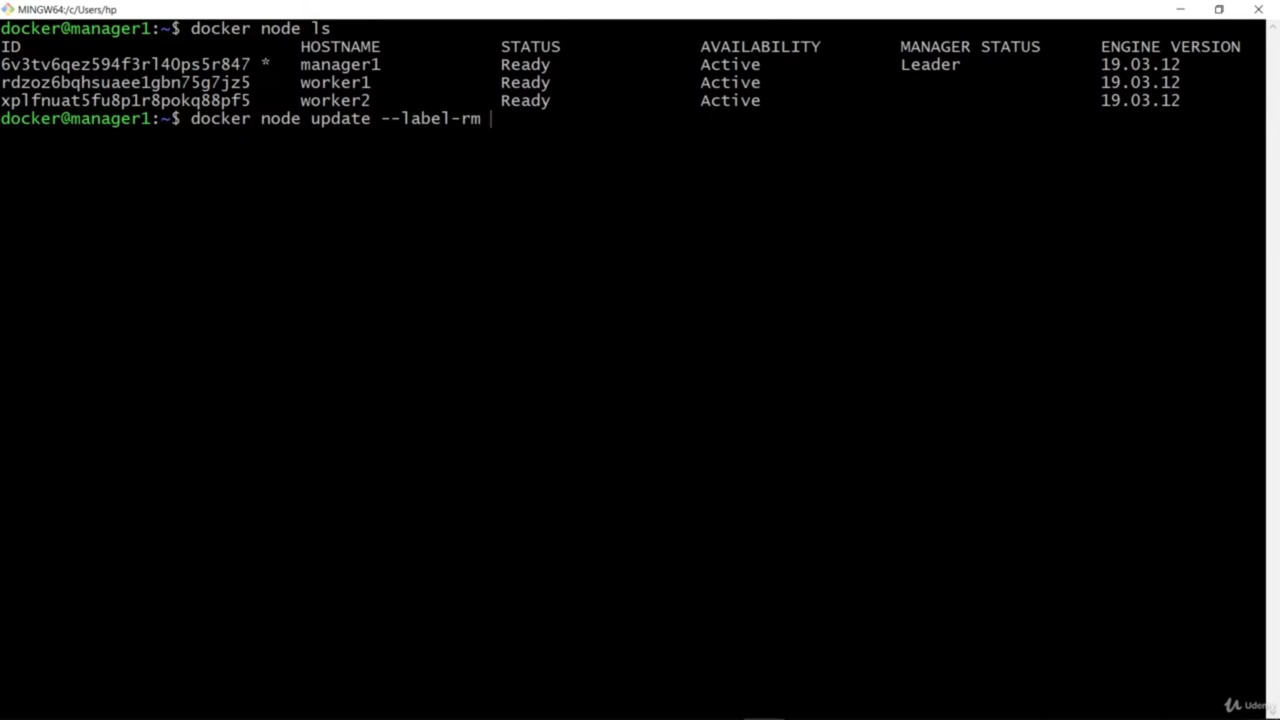 MINGW64:/c/Users/hp
docker@manager1:~$ docker node ls
ID HOSTNAME STATUS AVAILABILITY MANAGER STATUS ENGINE VERSION
6v3tv6qez594f3rl40ps5r847 * manager1 Ready Active Leader 19.03.12
rdzoz6bqhsuaee1gbn75g7jz5 worker1 Ready Active 19.03.12
xplfnuat5fu8p1r8pokq88pf5 worker2 Ready Active 19.03.12
docker@manager1:~$ docker node update --label-rm
Udemy